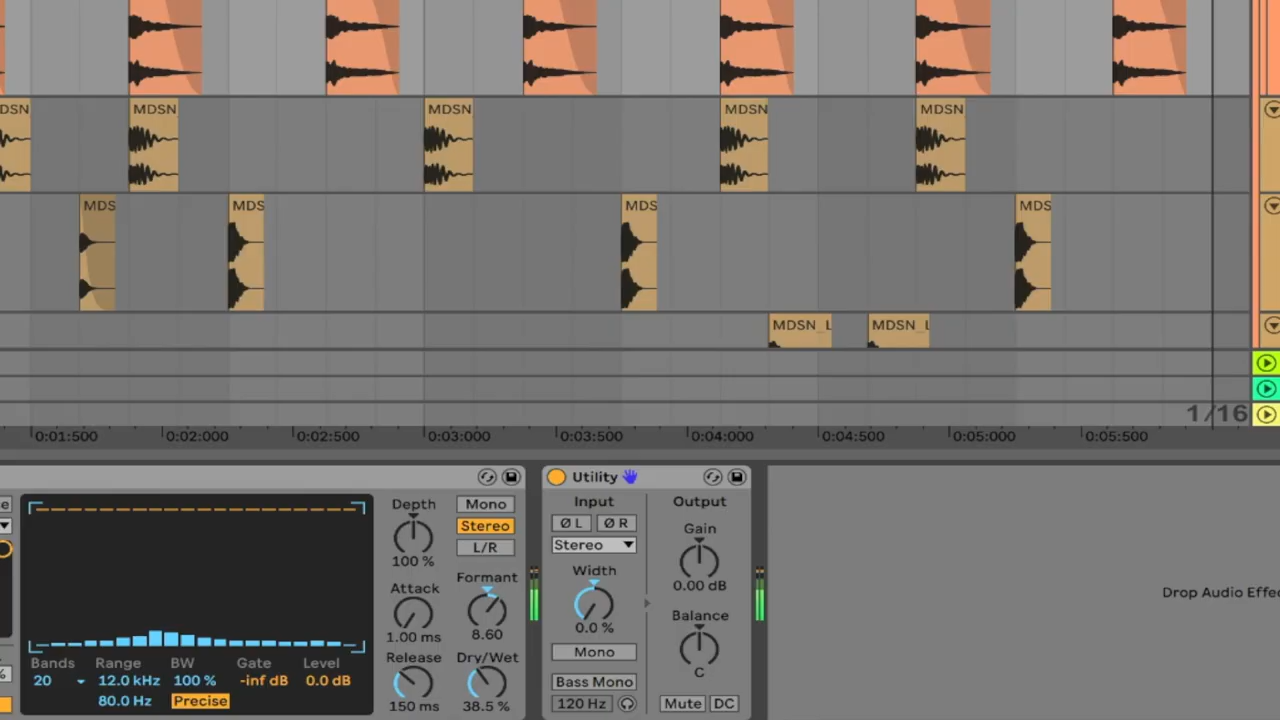 DSN
MDSN
MDSN
MDSN
MDSN
MDS
MDS
MDS
MDS
MDSN_L
MDSN_L
1/16
0:01:500
0:02:000
0:02:500
0:03:000
0:03:500
0:04:000
0:04:500
0:05:000
0:05:500
Depth
100 %
Attack
1.00 ms
Release
150 ms
Mono
Stereo
L/R
Formant
8.60
Dry/Wet
38.5 %
Bands Range BW Gate Level
20 12.0 kHz 100 % -inf dB 0.0 dB
80.0 Hz Precise
Utility
Input
Ø L Ø R
Stereo
Width
0.0 %
Mono
Bass Mono
120 Hz
Output
Gain
0.00 dB
Balance
C
Mute DC
Drop Audio Effe